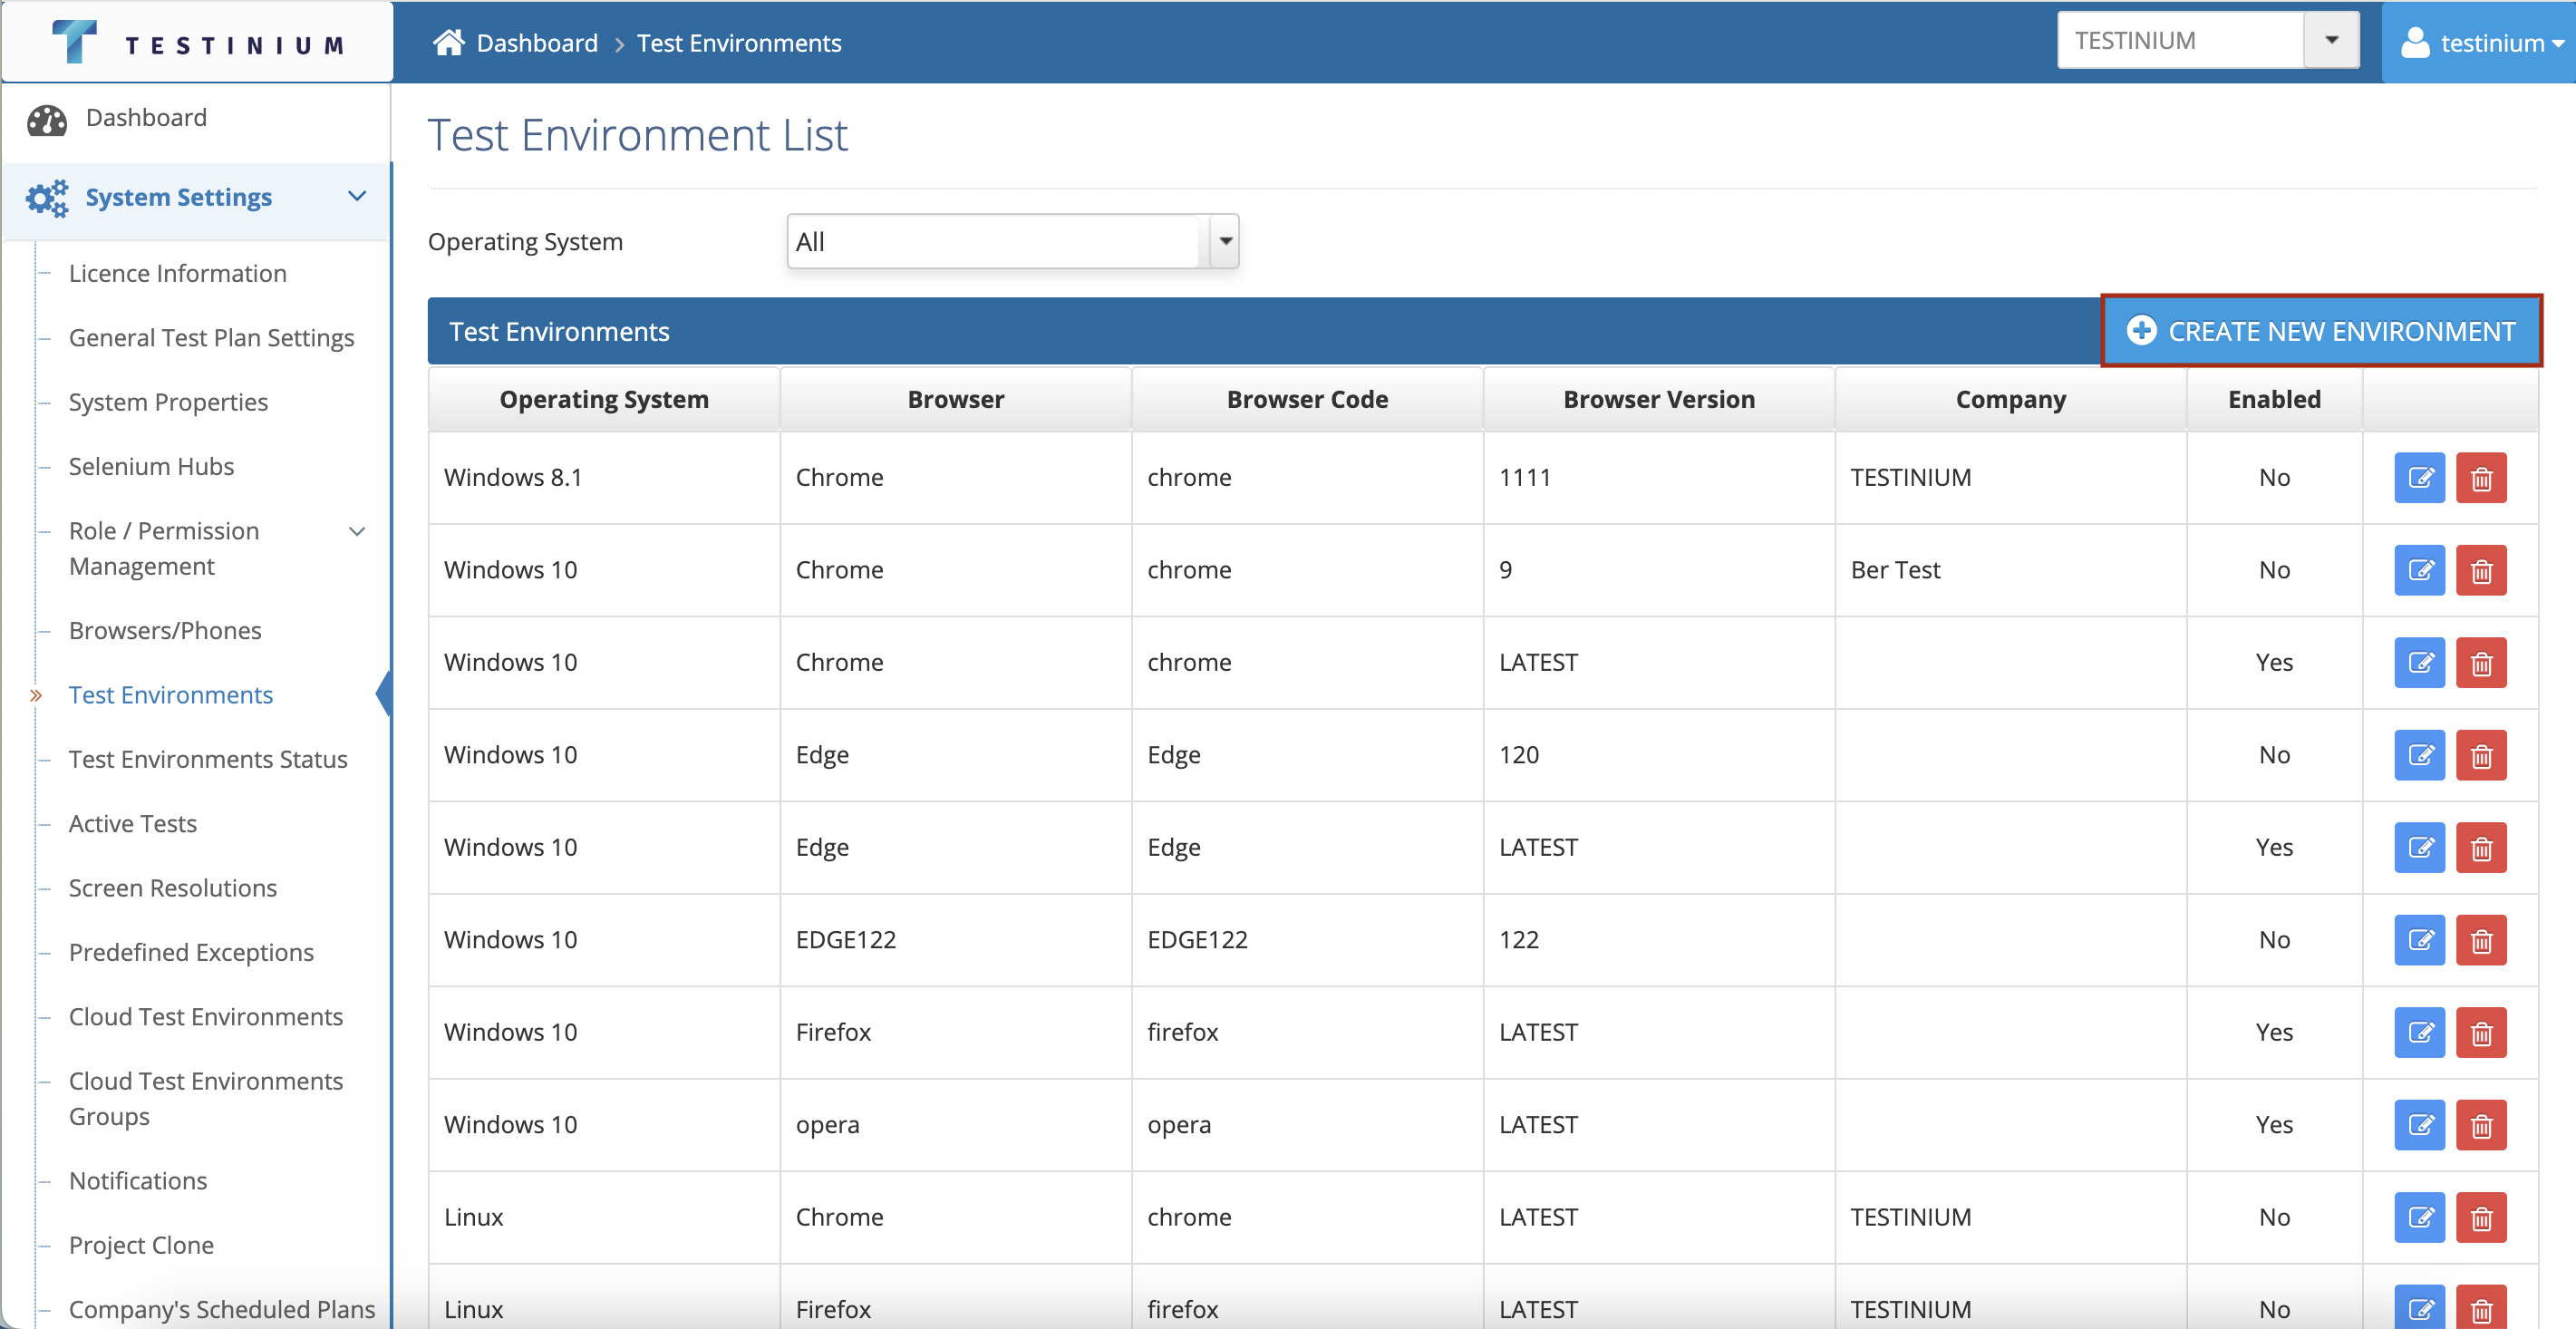 TESTINIUM
Dashboard > Test Environments
TESTINIUM
testinium
Dashboard
System Settings
Licence Information
General Test Plan Settings
System Properties
Selenium Hubs
Role / Permission
Management
Browsers/Phones
» Test Environments
Test Environments Status
Active Tests
Screen Resolutions
Predefined Exceptions
Cloud Test Environments
Cloud Test Environments
Groups
Notifications
Project Clone
Company's Scheduled Plans
Test Environment List
Operating System All
Test Environments CREATE NEW ENVIRONMENT
Operating System Browser Browser Code Browser Version Company Enabled
Windows 8.1 Chrome chrome 1111 TESTINIUM No
Windows 10 Chrome chrome 9 Ber Test No
Windows 10 Chrome chrome LATEST Yes
Windows 10 Edge Edge 120 No
Windows 10 Edge Edge LATEST Yes
Windows 10 EDGE122 EDGE122 122 No
Windows 10 Firefox firefox LATEST Yes
Windows 10 opera opera LATEST Yes
Linux Chrome chrome LATEST TESTINIUM No
Linux Firefox firefox LATEST TESTINIUM No